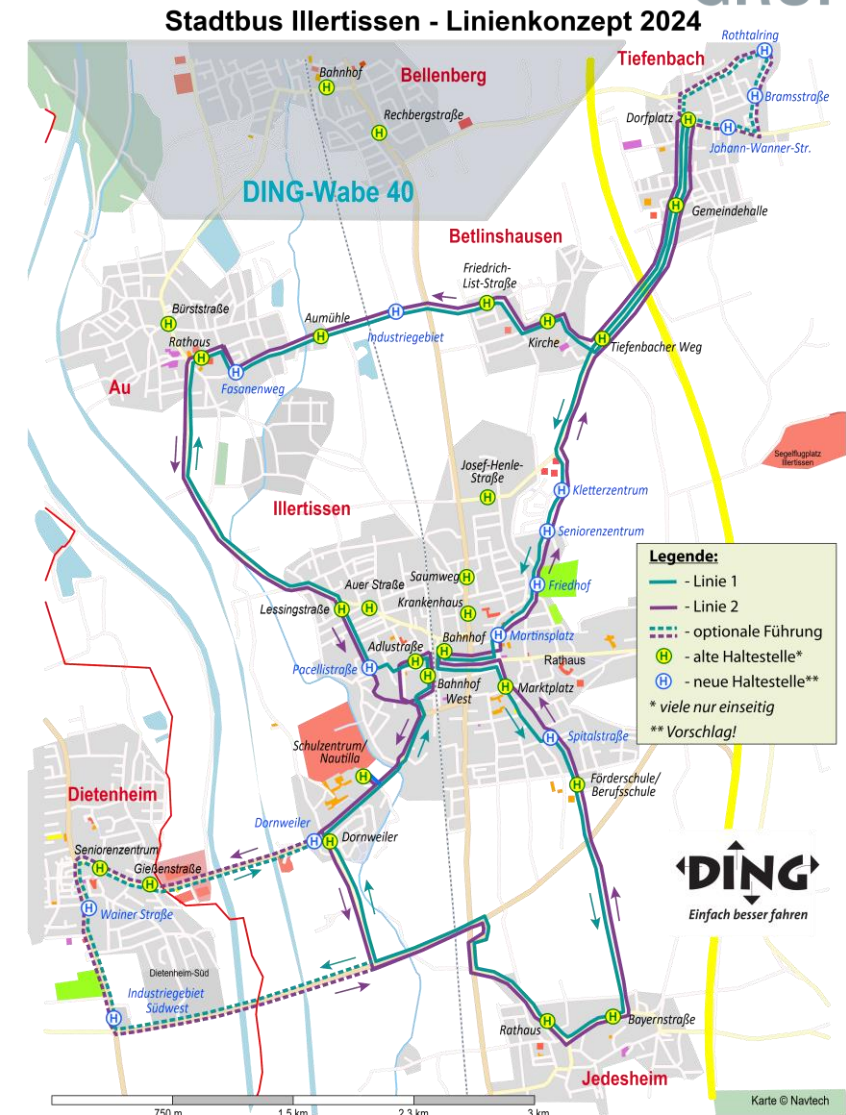 Stadtbus Illertissen - Linienkonzept 2024
Rothtalring
Tiefenbach
Bahnhof
Bellenberg
Bramsstraße
Rechbergstraße
Dorfplatz
Johann-Wanner-Str.
DING-Wabe 40
Gemeindehalle
Betlinshausen
Friedrich-
List-Straße
Bürststraße
Aumühle
Industriegebiet
Kirche
Tiefenbacher Weg
Rathaus
Au
Fasanenweg
Segelflugplatz
Illertissen
Josef-Henle-
Straße
Kletterzentrum
Illertissen
Seniorenzentrum
Legende:
- Linie 1
- Linie 2
- optionale Führung
- alte Haltestelle*
- neue Haltestelle**
* viele nur einseitig
** Vorschlag!
Saumweg
Auer Straße
Friedhof
Lessingstraße
Krankenhaus
Adlustraße
Bahnhof
Martinsplatz
Pacellistraße
Rathaus
Bahnhof
West
Marktplatz
Spitalstraße
Schulzentrum/
Nautilla
Förderschule/
Berufsschule
Dietenheim
Dornweiler
Dornweiler
Seniorenzentrum
Gießenstraße
DING
Einfach besser fahren
Wainer Straße
Dietenheim-Süd
Industriegebiet
Südwest
Rathaus
Bayernstraße
Jedesheim
750 m
1,5 km
2,3 km
3 km
Karte © Navtech